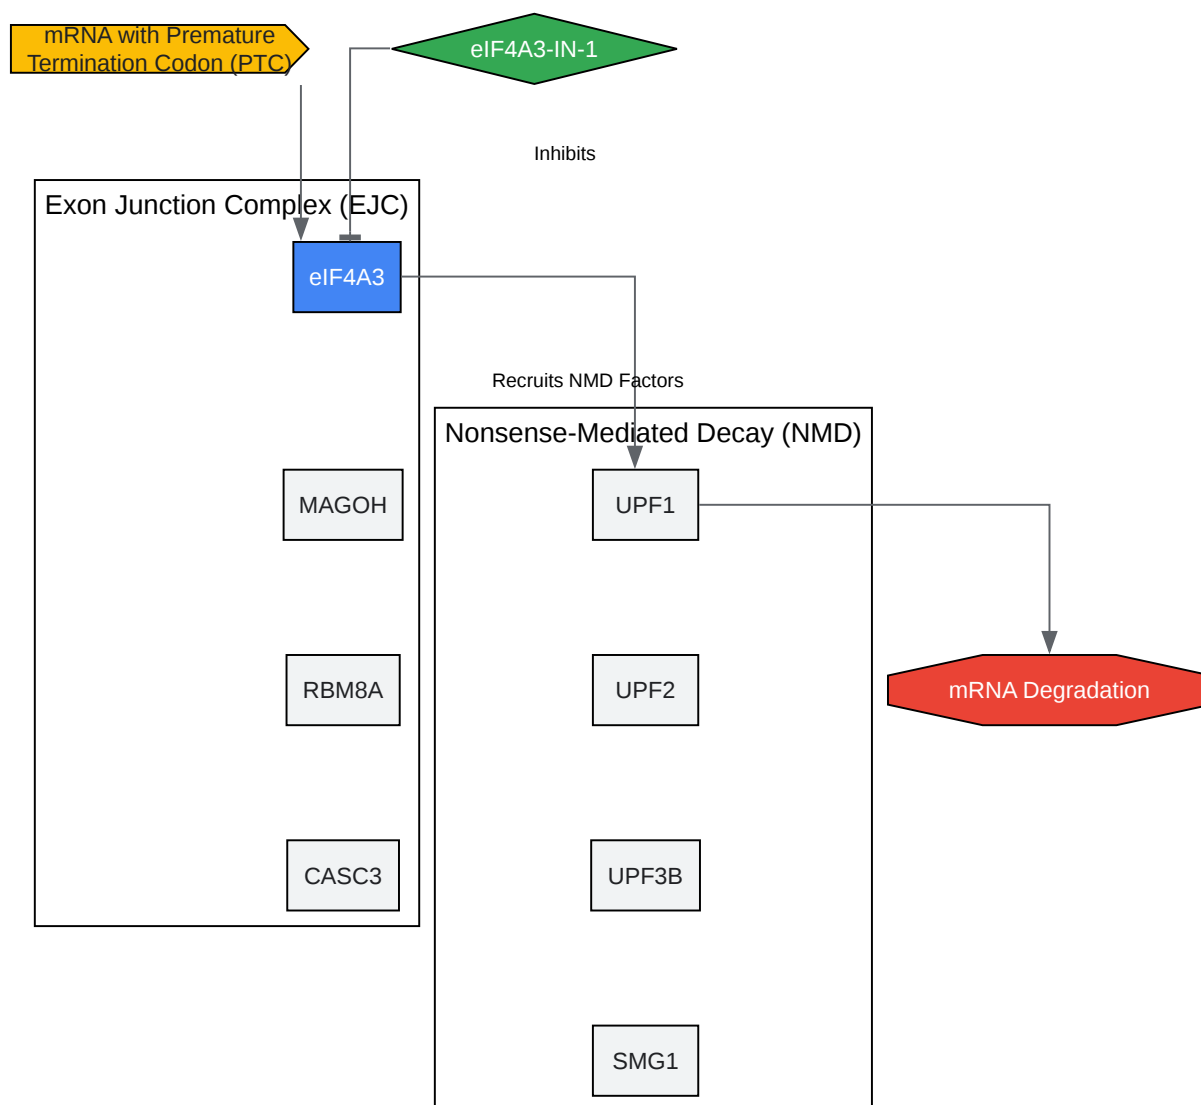 mRNA with Premature
Termination Codon (PTC)
eIF4A3-IN-1
Inhibits
Exon Junction Complex (EJC)
eIF4A3
Recruits NMD Factors
Nonsense-Mediated Decay (NMD)
MAGOH
UPF1
RBM8A
UPF2
mRNA Degradation
CASC3
UPF3B
SMG1